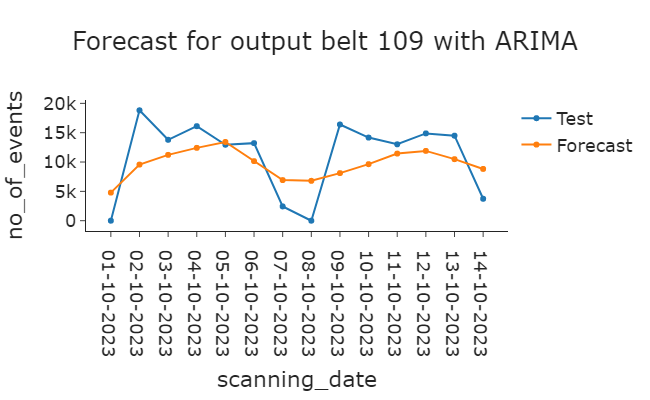 Forecast for output belt 109 with ARIMA
no_of_events
20k
15k
10k
5k
0
Test
Forecast
01-10-2023
02-10-2023
03-10-2023
04-10-2023
05-10-2023
06-10-2023
07-10-2023
08-10-2023
09-10-2023
10-10-2023
11-10-2023
12-10-2023
13-10-2023
14-10-2023
scanning_date